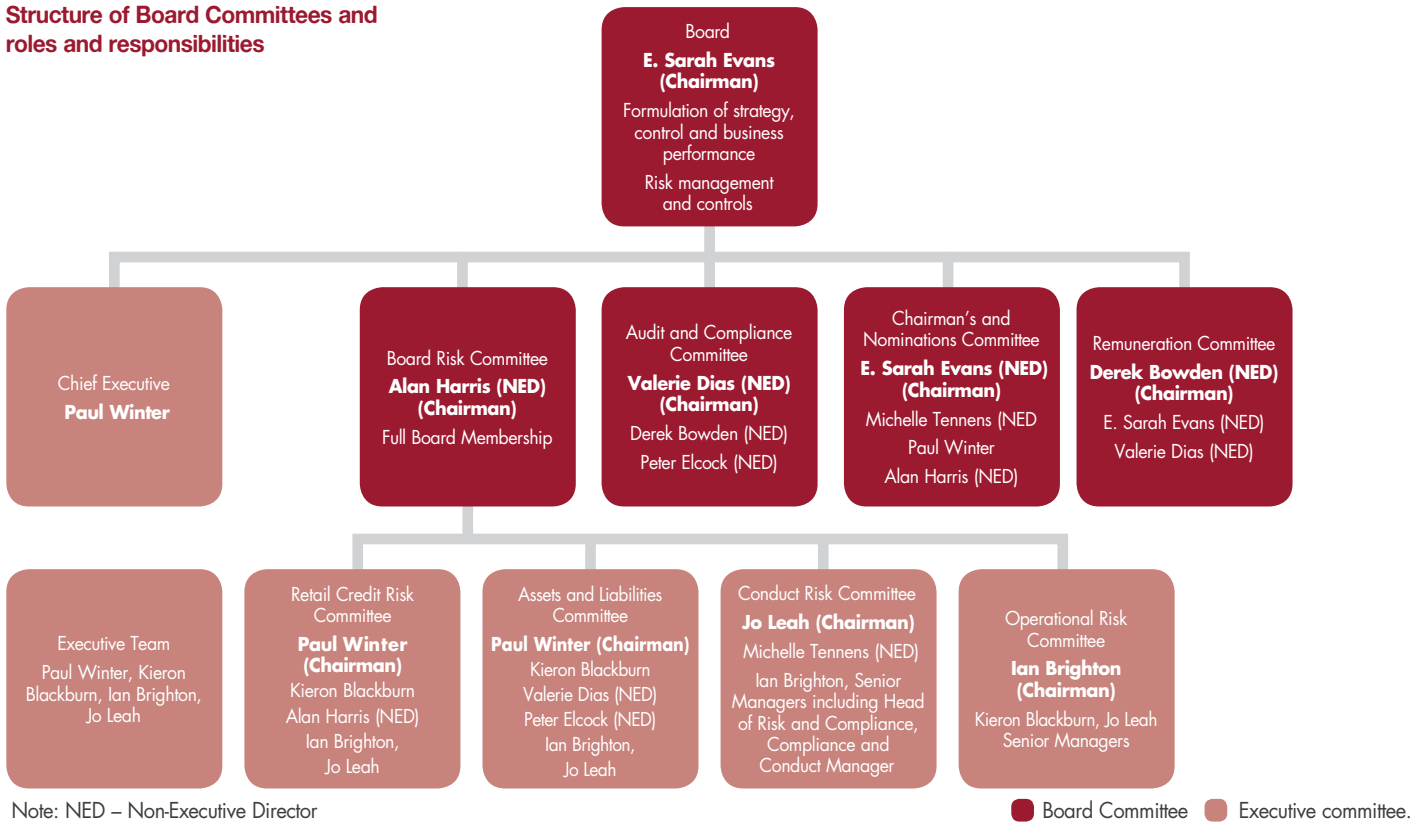 Structure of Board Committees and
roles and responsibilities
Board
E. Sarah Evans
(Chairman)
Formulation of strategy,
control and business
performance
Risk management
and controls
Chief Executive
Paul Winter
Board Risk Committee
Alan Harris (NED)
(Chairman)
Full Board Membership
Audit and Compliance
Committee
Valerie Dias (NED)
(Chairman)
Derek Bowden (NED)
Peter Elcock (NED)
Chairman's and
Nominations Committee
E. Sarah Evans (NED)
(Chairman)
Michelle Tennens (NED
Paul Winter
Alan Harris (NED)
Remuneration Committee
Derek Bowden (NED)
(Chairman)
E. Sarah Evans (NED)
Valerie Dias (NED)
Executive Team
Paul Winter, Kieron
Blackburn, Ian Brighton,
Jo Leah
Retail Credit Risk
Committee
Paul Winter
(Chairman)
Kieron Blackburn
Alan Harris (NED)
Ian Brighton,
Jo Leah
Assets and Liabilities
Committee
Paul Winter (Chairman)
Kieron Blackburn
Valerie Dias (NED)
Peter Elcock (NED)
Ian Brighton,
Jo Leah
Conduct Risk Committee
Jo Leah (Chairman)
Michelle Tennens (NED)
Ian Brighton, Senior
Managers including Head
of Risk and Compliance,
Compliance and
Conduct Manager
Operational Risk
Committee
Ian Brighton
(Chairman)
Kieron Blackburn, Jo Leah
Senior Managers
Note: NED – Non-Executive Director
Board Committee
Executive committee.